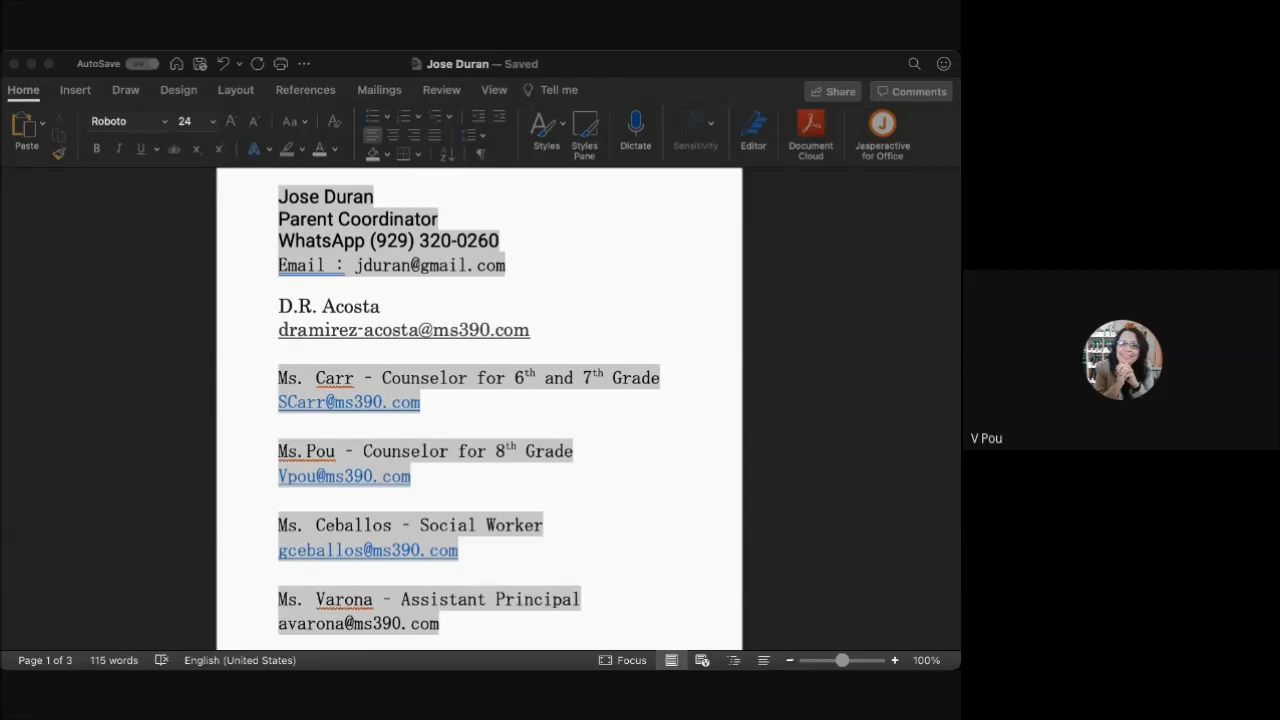 AutoSave
Jose Duran — Saved
Home Insert Draw Design Layout References Mailings Review View Tell me
Share Comments
Paste
Roboto 24
Styles
Styles Pane
Dictate
Sensitivity
Editor
Document Cloud
Jasperactive for Office
Jose Duran
Parent Coordinator
WhatsApp (929) 320-0260
Email : jduran@gmail.com
D.R. Acosta
dramirez-acosta@ms390.com
Ms. Carr - Counselor for 6th and 7th Grade
SCarr@ms390.com
Ms.Pou - Counselor for 8th Grade
Vpou@ms390.com
Ms. Ceballos - Social Worker
gceballos@ms390.com
Ms. Varona - Assistant Principal
avarona@ms390.com
V Pou
Page 1 of 3 115 words English (United States) Focus 100%